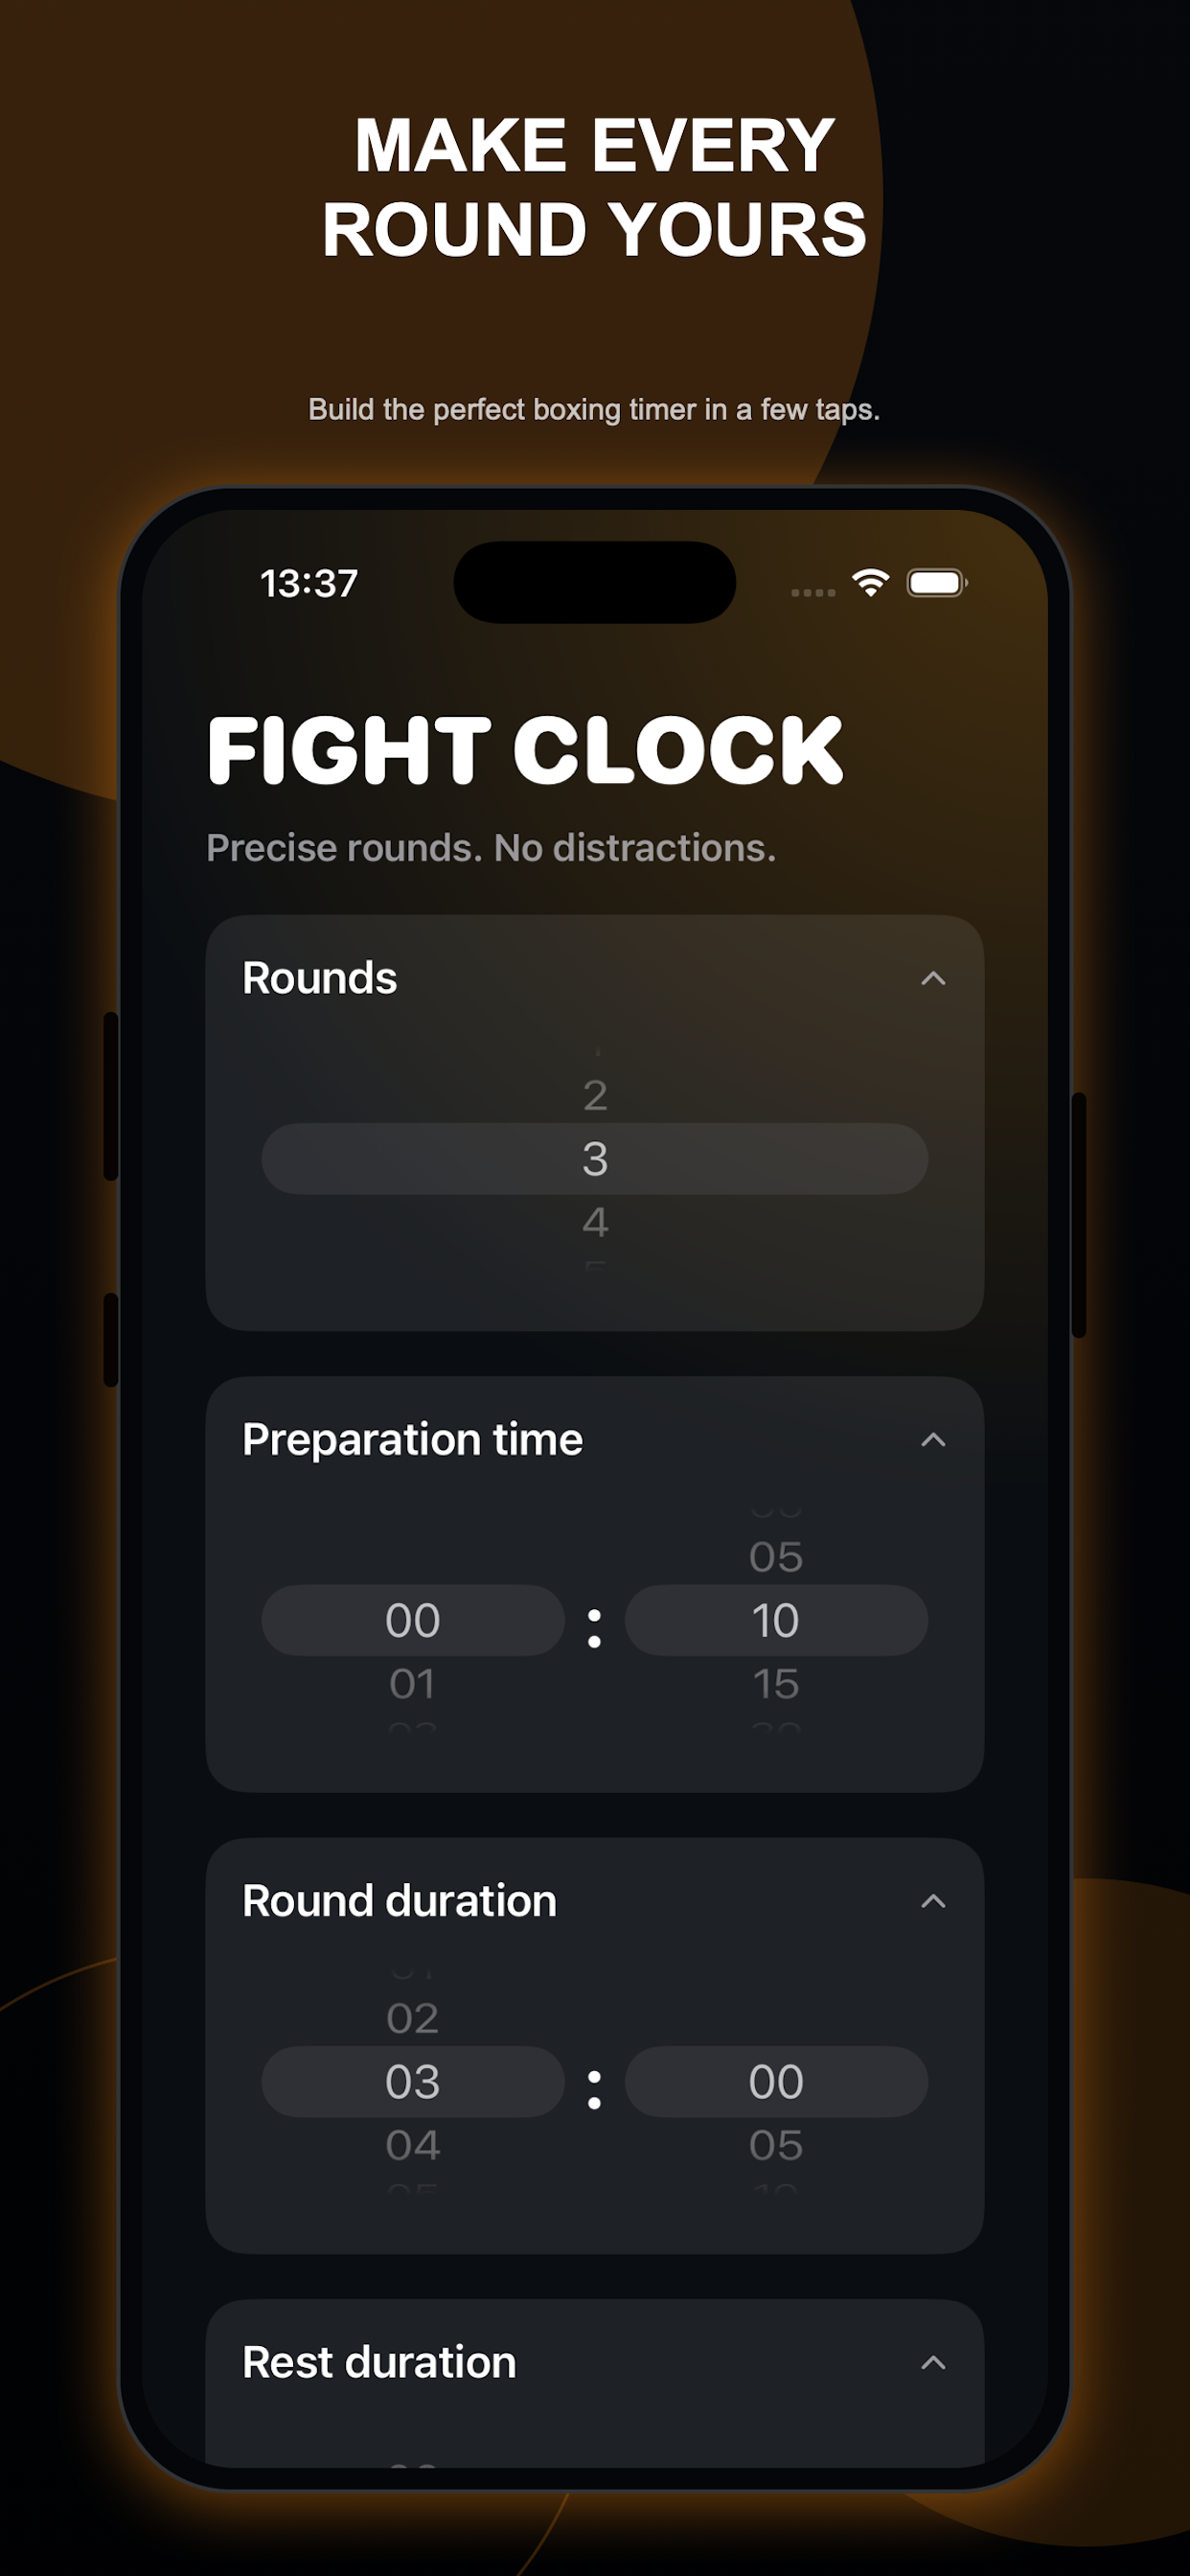 MAKE EVERY
ROUND YOURS
Build the perfect boxing timer in a few taps.
13:37
FIGHT CLOCK
Precise rounds. No distractions.
Rounds
2
3
4
Preparation time
05
00 : 10
01 15
Round duration
02
03 : 00
04 05
Rest duration